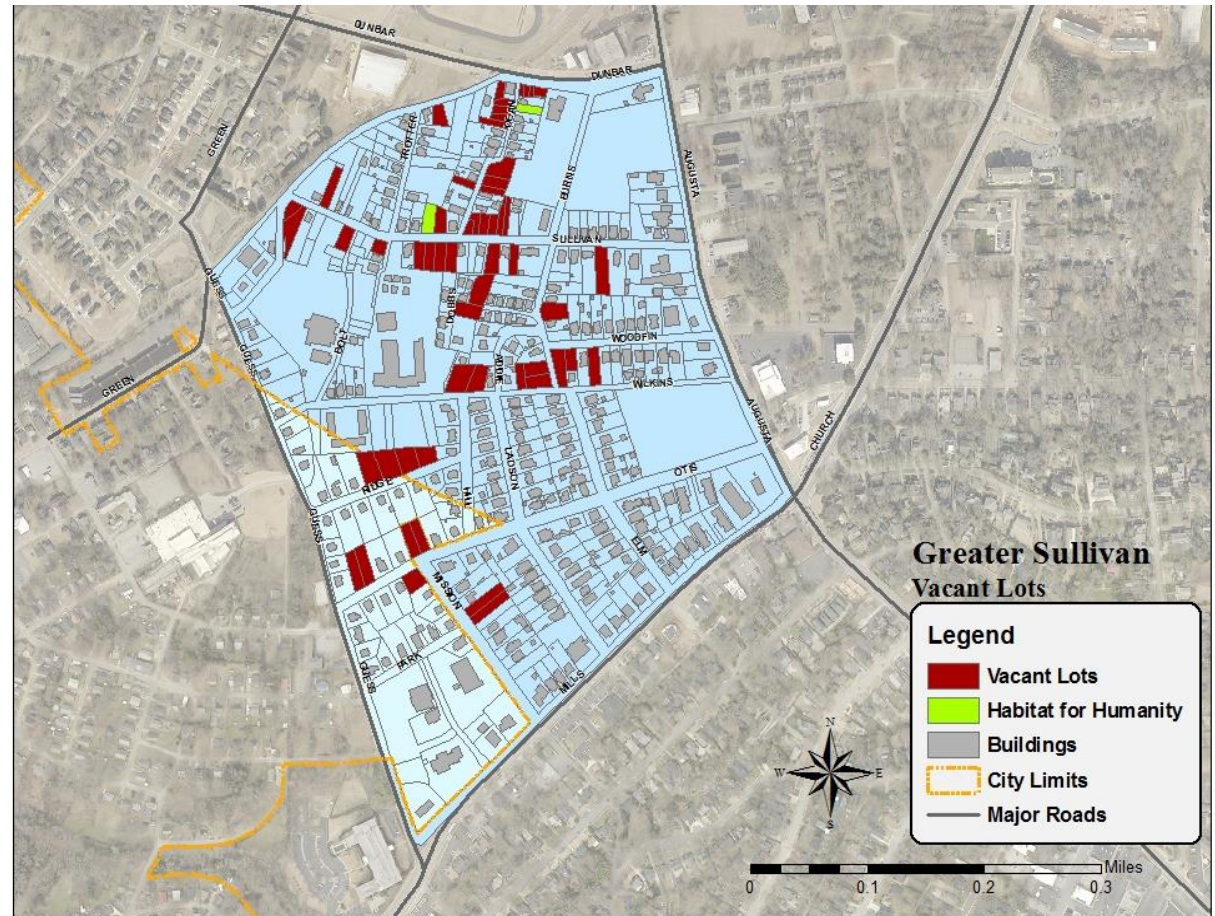 DUNBAR
DUNBAR
GREEN
TROTTER
BURNS
AUGUSTA
SULLIVAN
GUESS
DOBBS
BOLT
WOODFIN
ADDIE
GUESS
GREEN
WILKINS
AUGUSTA
CHURCH
LADSON
OTIS
RIDGE
HILL
GUESS
ELM
MISSION
PARK
GUESS
MILLS
Greater Sullivan
Vacant Lots
Legend
Vacant Lots
Habitat for Humanity
Buildings
City Limits
Major Roads
N
W E
S
Miles
0 0.1 0.2 0.3